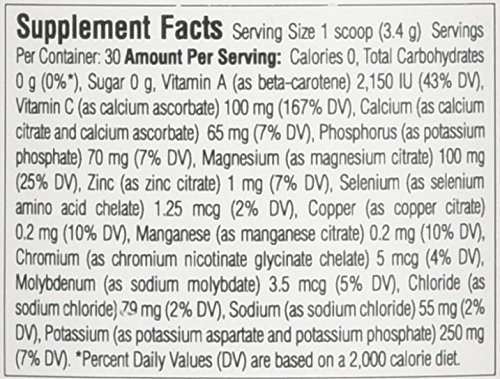 Supplement Facts Serving Size 1 scoop (3.4 g) Servings
Per Container: 30 Amount Per Serving: Calories 0, Total Carbohydrates
0 g (0%*), Sugar 0 g, Vitamin A (as beta-carotene) 2,150 IU (43% DV),
Vitamin C (as calcium ascorbate) 100 mg (167% DV), Calcium (as calcium
citrate and calcium ascorbate) 65 mg (7% DV), Phosphorus (as potassium
phosphate) 70 mg (7% DV), Magnesium (as magnesium citrate) 100 mg
(25% DV), Zinc (as zinc citrate) 1 mg (7% DV), Selenium (as selenium
amino acid chelate) 1.25 mcg (2% DV), Copper (as copper citrate)
0.2 mg (10% DV), Manganese (as manganese citrate) 0.2 mg (10% DV),
Chromium (as chromium nicotinate glycinate chelate) 5 mcg (4% DV),
Molybdenum (as sodium molybdate) 3.5 mcg (5% DV), Chloride (as
sodium chloride) 79 mg (2% DV), Sodium (as sodium chloride) 55 mg (2%
DV), Potassium (as potassium aspartate and potassium phosphate) 250 mg
(7% DV). *Percent Daily Values (DV) are based on a 2,000 calorie diet.